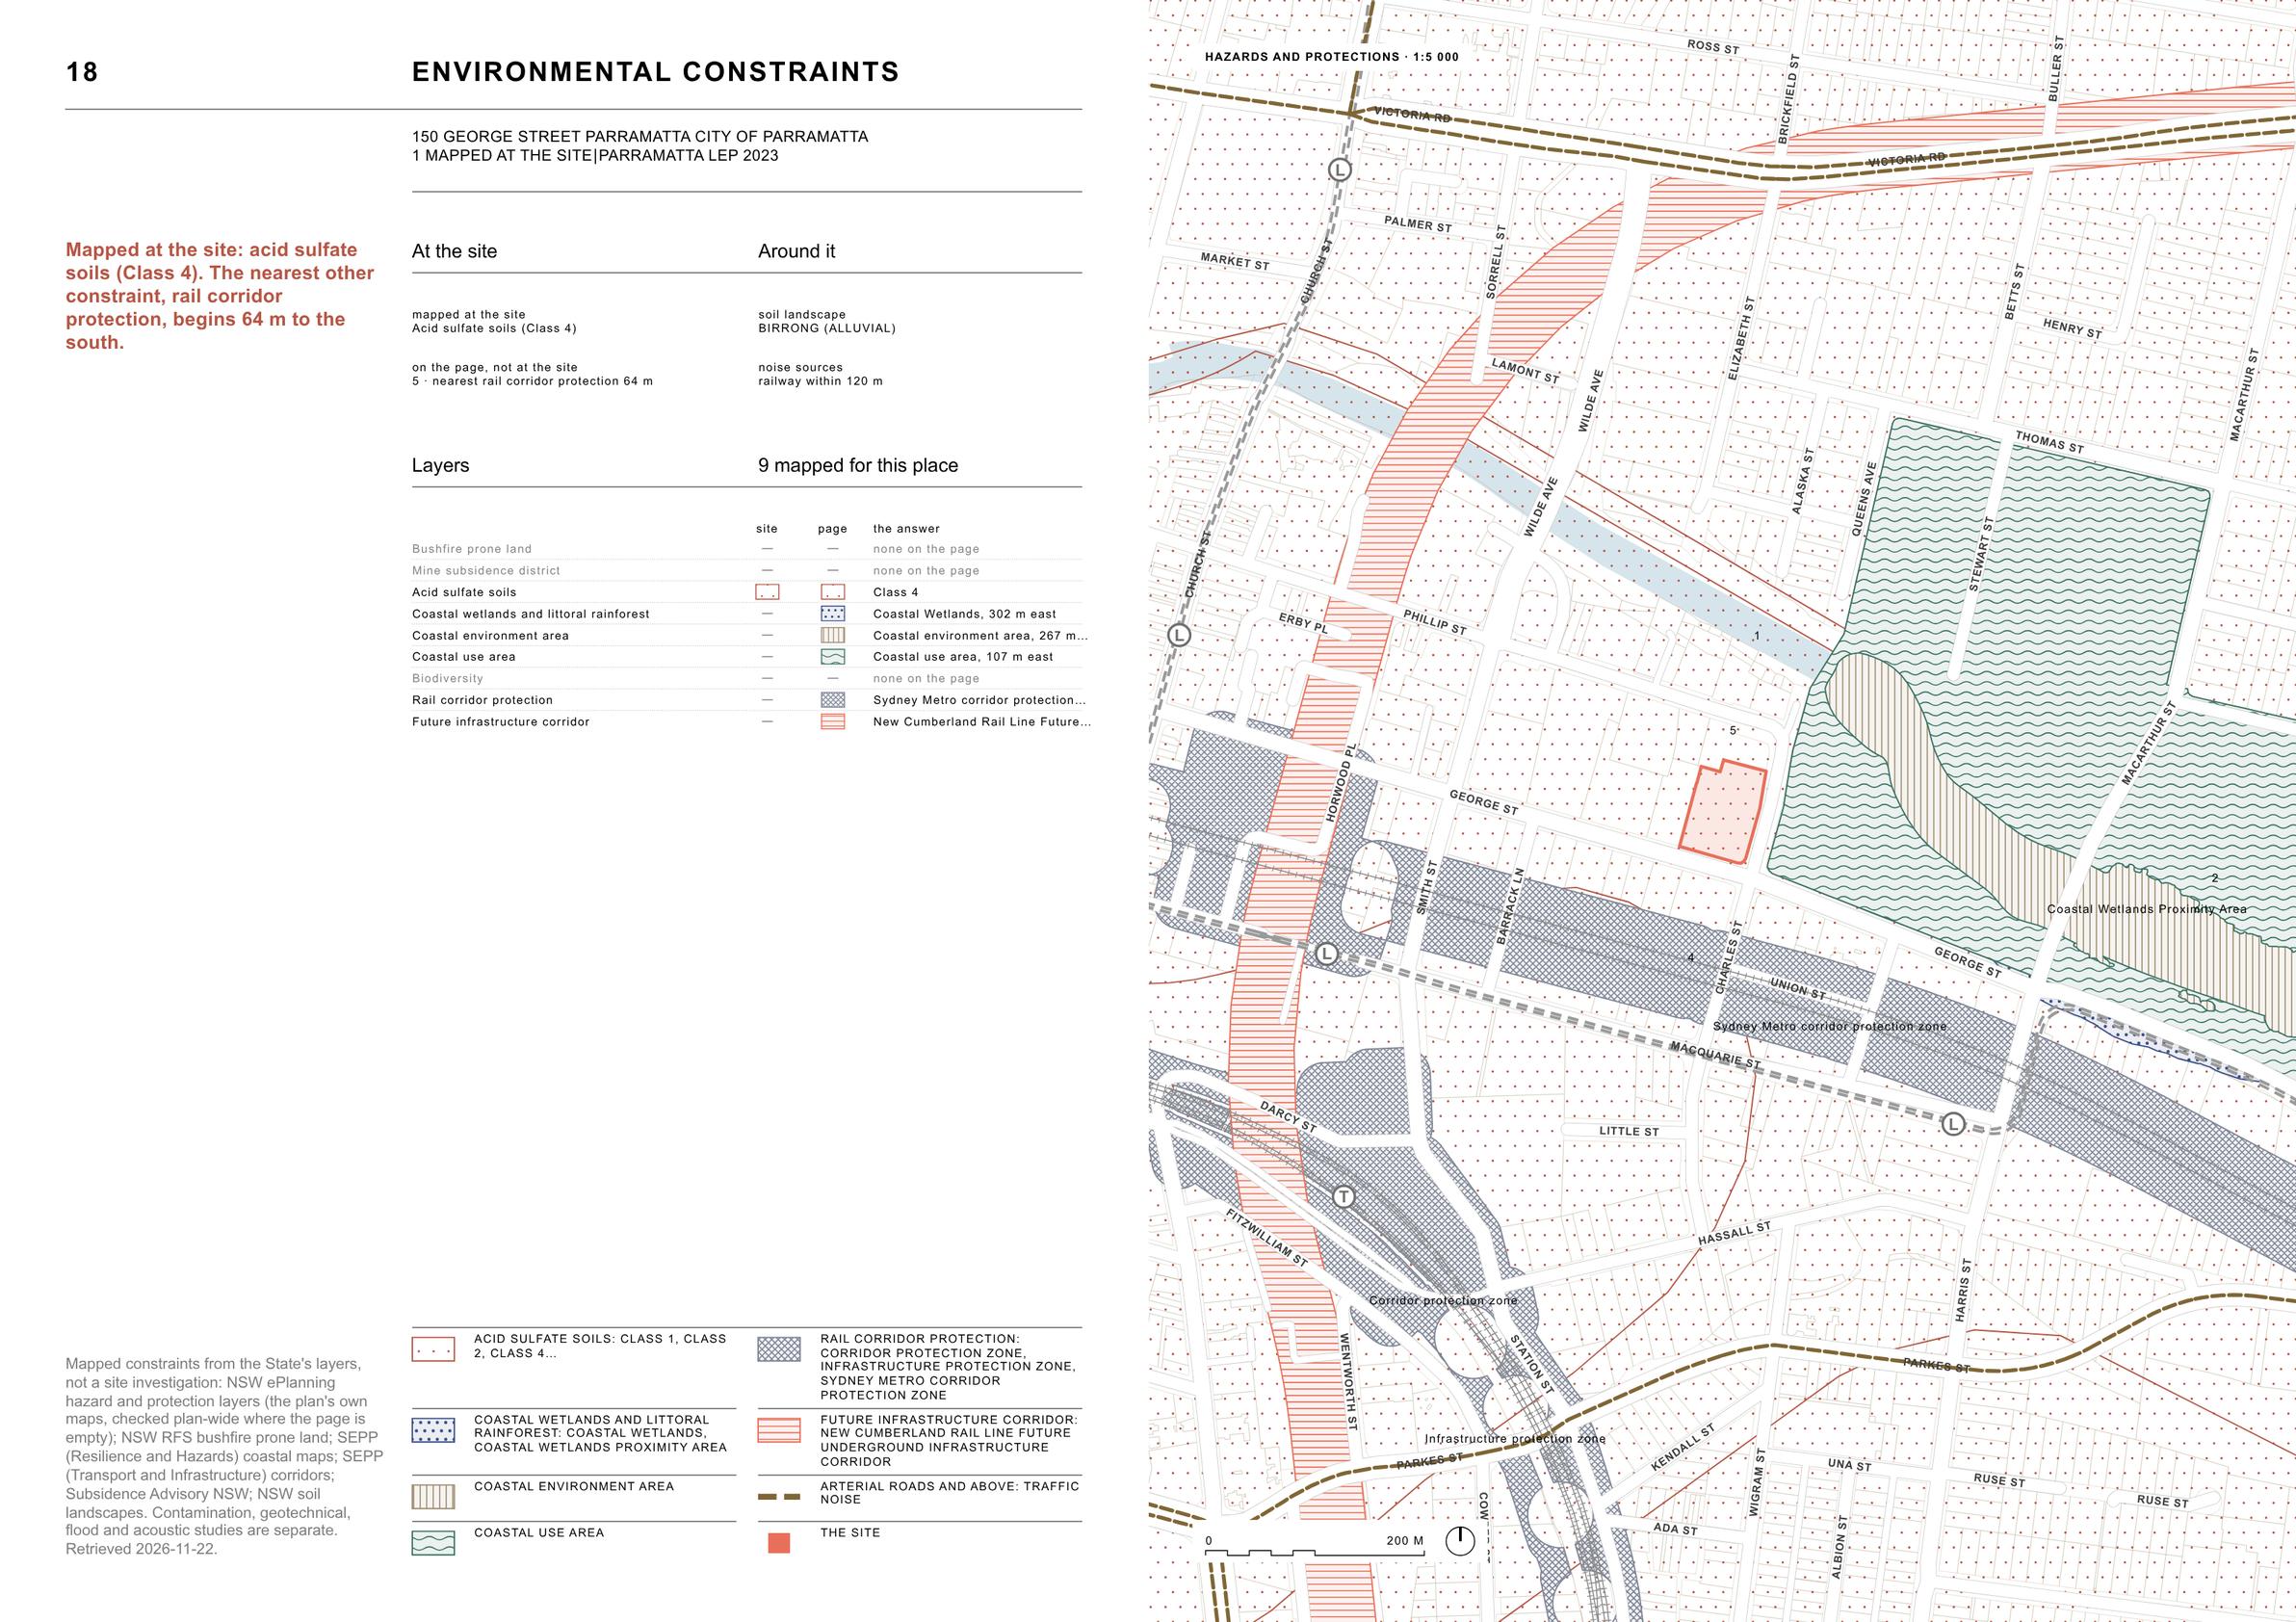 18
ENVIRONMENTAL CONSTRAINTS
150 GEORGE STREET PARRAMATTA CITY OF PARRAMATTA
1 MAPPED AT THE SITE|PARRAMATTA LEP 2023
Mapped at the site: acid sulfate
soils (Class 4). The nearest other
constraint, rail corridor
protection, begins 64 m to the
south.
At the site
Around it
mapped at the site
Acid sulfate soils (Class 4)
soil landscape
BIRRONG (ALLUVIAL)
on the page, not at the site
5 · nearest rail corridor protection 64 m
noise sources
railway within 120 m
Layers
9 mapped for this place
site page the answer
Bushfire prone land — — none on the page
Mine subsidence district — — none on the page
Acid sulfate soils Class 4
Coastal wetlands and littoral rainforest — Coastal Wetlands, 302 m east
Coastal environment area — Coastal environment area, 267 m...
Coastal use area — Coastal use area, 107 m east
Biodiversity — — none on the page
Rail corridor protection — Sydney Metro corridor protection...
Future infrastructure corridor — New Cumberland Rail Line Future...
Mapped constraints from the State's layers,
not a site investigation: NSW ePlanning
hazard and protection layers (the plan's own
maps, checked plan-wide where the page is
empty); NSW RFS bushfire prone land; SEPP
(Resilience and Hazards) coastal maps; SEPP
(Transport and Infrastructure) corridors;
Subsidence Advisory NSW; NSW soil
landscapes. Contamination, geotechnical,
flood and acoustic studies are separate.
Retrieved 2026-11-22.
ACID SULFATE SOILS: CLASS 1, CLASS
2, CLASS 4...
COASTAL WETLANDS AND LITTORAL
RAINFOREST: COASTAL WETLANDS,
COASTAL WETLANDS PROXIMITY AREA
COASTAL ENVIRONMENT AREA
COASTAL USE AREA
RAIL CORRIDOR PROTECTION:
CORRIDOR PROTECTION ZONE,
INFRASTRUCTURE PROTECTION ZONE,
SYDNEY METRO CORRIDOR
PROTECTION ZONE
FUTURE INFRASTRUCTURE CORRIDOR:
NEW CUMBERLAND RAIL LINE FUTURE
UNDERGROUND INFRASTRUCTURE
CORRIDOR
ARTERIAL ROADS AND ABOVE: TRAFFIC
NOISE
THE SITE
HAZARDS AND PROTECTIONS · 1:5 000
ROSS ST
BULLER ST
BRICKFIELD ST
VICTORIA RD
VICTORIA RD
L
PALMER ST
SORRELL ST
MARKET ST
CHURCH ST
BETTS ST
HENRY ST
ELIZABETH ST
MACARTHUR ST
LAMONT ST
WILDE AVE
THOMAS ST
ALASKA ST
QUEENS AVE
WILDE AVE
STEWART ST
CHURCH ST
L
ERBY PL
PHILLIP ST
1
5
MACARTHUR ST
HORWOOD PL
GEORGE ST
SMITH ST
BARRACK LN
2
Coastal Wetlands Proximity Area
L
4
CHARLES ST
GEORGE ST
UNION ST
Sydney Metro corridor protection zone
MACQUARIE ST
DARCY ST
LITTLE ST
L
T
FITZWILLIAM ST
HASSALL ST
HARRIS ST
Corridor protection zone
STATION ST
WENTWORTH ST
PARKES ST
Infrastructure protection zone
PARKES ST
KENDALL ST
WIGRAM ST
UNA ST
RUSE ST
RUSE ST
COW
ADA ST
ALBION ST
0 200 M